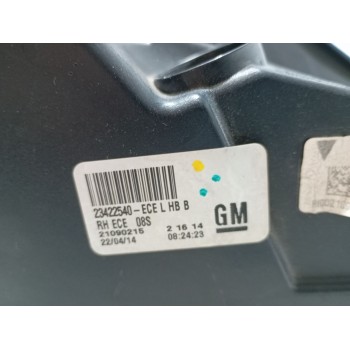 23422540-ECE L HB B
RH ECE 08S
21090215 2 16 14
22/04/14 08:24:23
GM